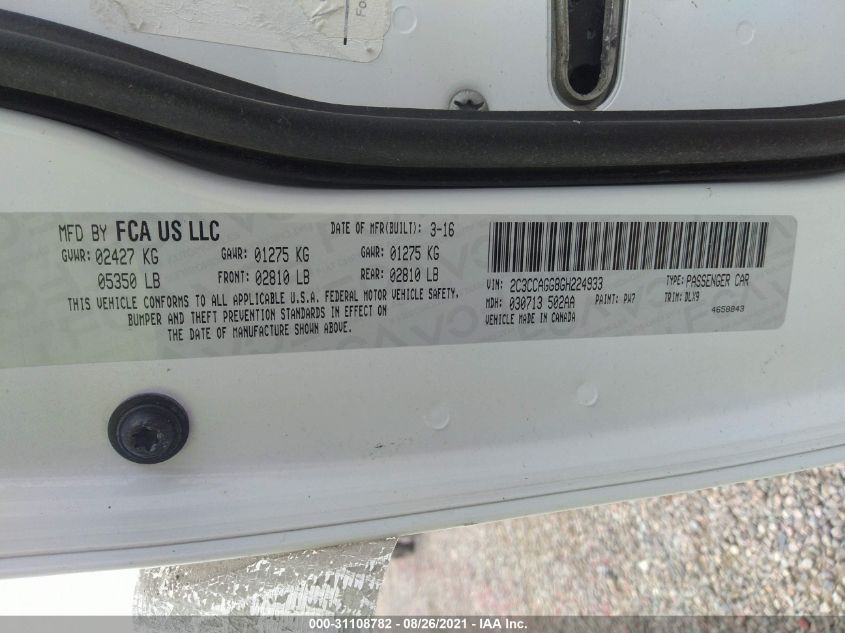 Fo
MFD BY FCA US LLC
DATE OF MFR(BUILT): 3-16
GVWR: 02427 KG GAWR: 01275 KG GAWR: 01275 KG
05350 LB FRONT: 02810 LB REAR: 02810 LB
THIS VEHICLE CONFORMS TO ALL APPLICABLE U.S.A. FEDERAL MOTOR VEHICLE SAFETY,
BUMPER AND THEFT PREVENTION STANDARDS IN EFFECT ON
THE DATE OF MANUFACTURE SHOWN ABOVE.
VIN: 2C3CCAGG8GH224933 TYPE: PASSENGER CAR
MDH: 030713 502AA PAINT: PW7 TRIM: DLX9
VEHICLE MADE IN CANADA 4658843
000-31108782 - 08/26/2021 - IAA Inc.